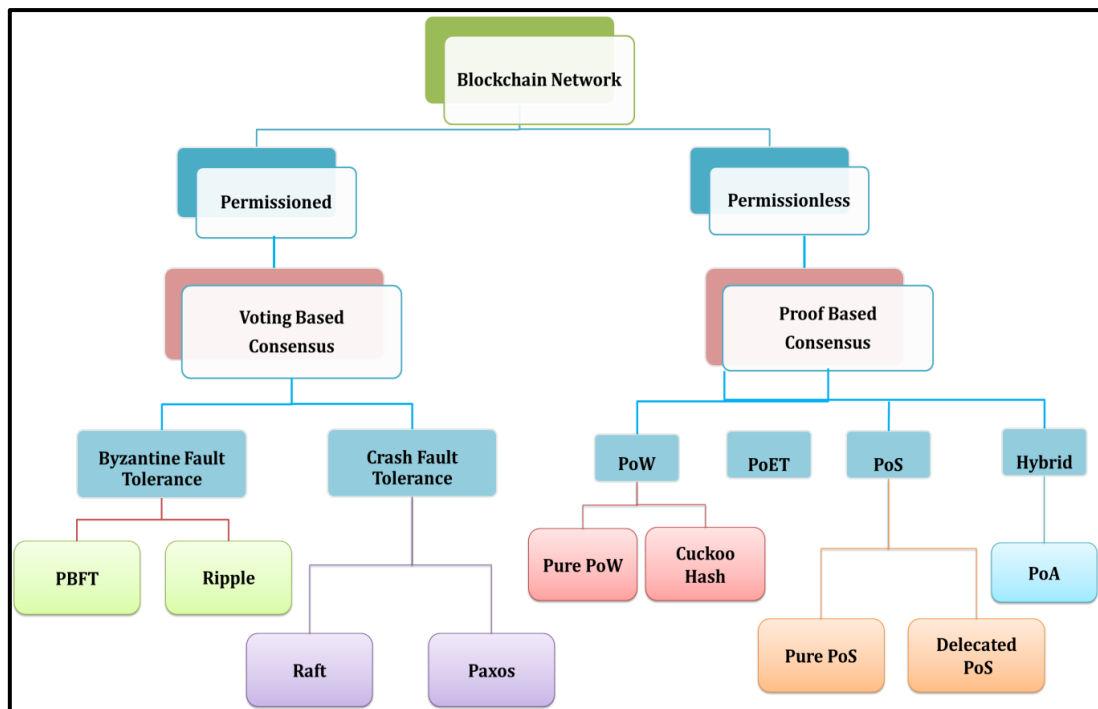 Blockchain Network
Permissioned
Permissionless
Voting Based
Consensus
Proof Based
Consensus
Byzantine Fault
Tolerance
Crash Fault
Tolerance
PoW
PoET
PoS
Hybrid
PBFT
Ripple
Pure PoW
Cuckoo
Hash
PoA
Raft
Paxos
Pure PoS
Delecated
PoS